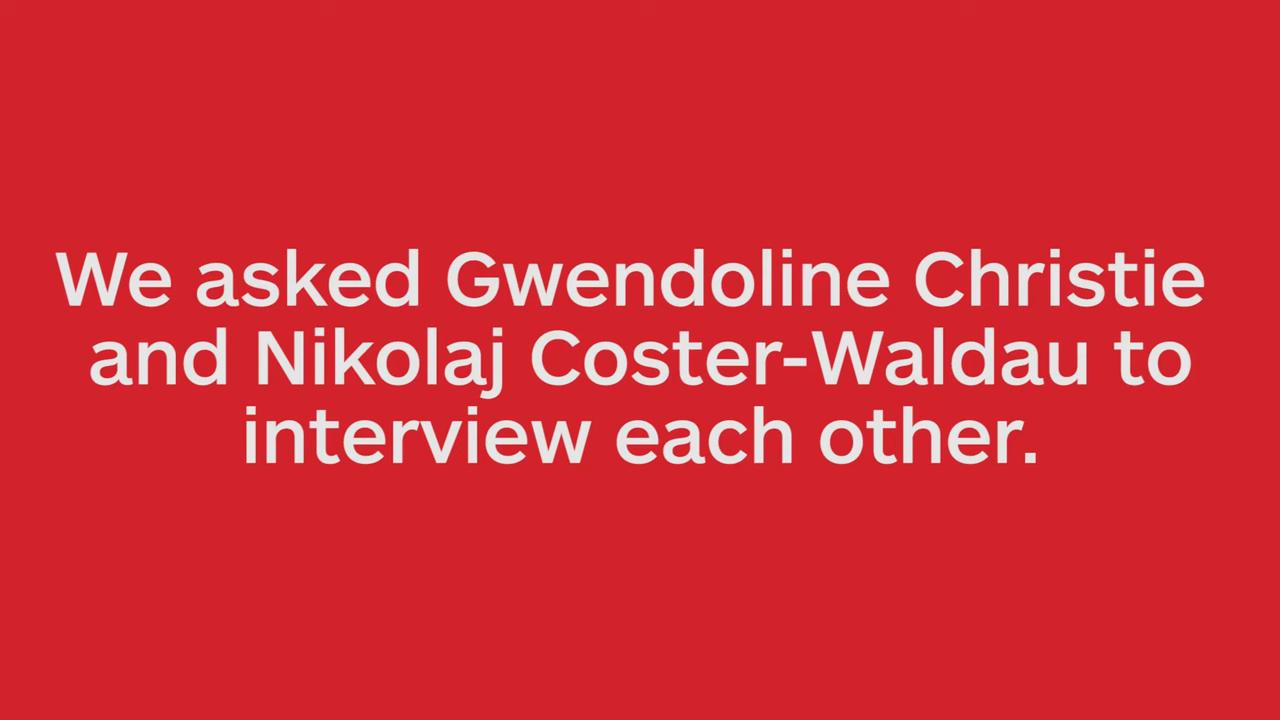 We asked Gwendoline Christie
and Nikolaj Coster-Waldau to
interview each other.